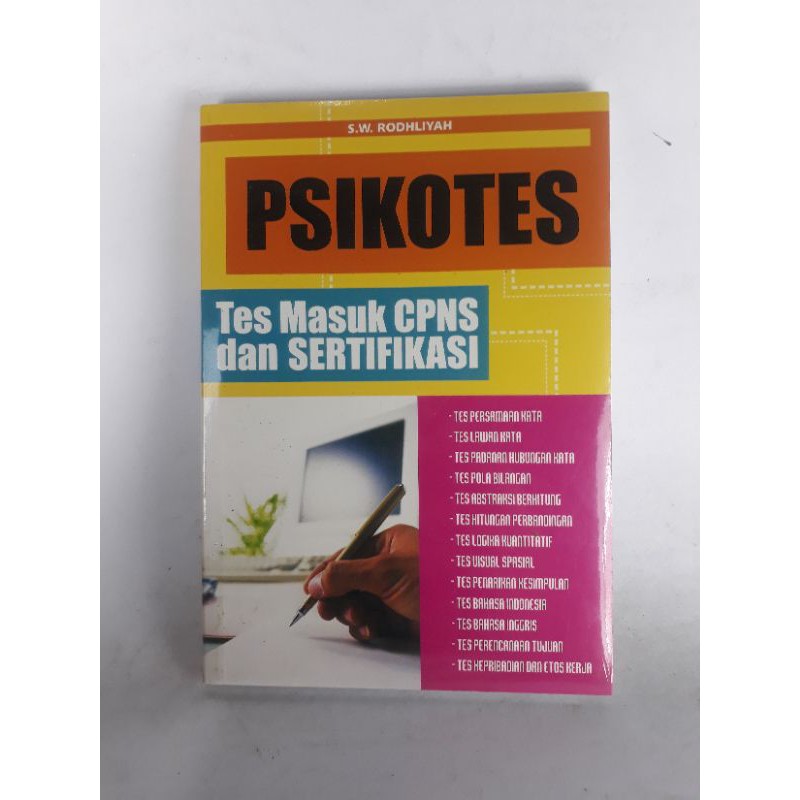 S.W. RODHLIYAH
PSIKOTES
Tes Masuk CPNS
dan SERTIFIKASI
- TES PERSAMAAN KATA
- TES LAWAN KATA
- TES PADANAN HUBUNGAN KATA
- TES POLA BILANGAN
- TES ABSTRAKSI BERHITUNG
- TES HITUNGAN PERBANDINGAN
- TES LOGIKA KUANTITATIF
- TES VISUAL SPASIAL
- TES PENARIKAN KESIMPULAN
- TES BAHASA INDONESIA
- TES BAHASA INGGRIS
- TES PERENCANAAN TUJUAN
- TES KEPRIBADIAN DAN ETOS KERJA